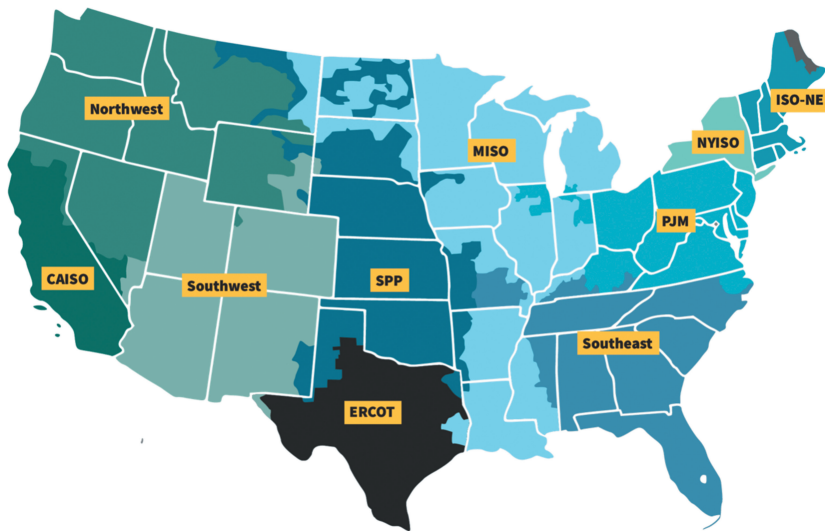 Northwest
MISO
ISO-NE
NYISO
PJM
CAISO
Southwest
SPP
Southeast
ERCOT